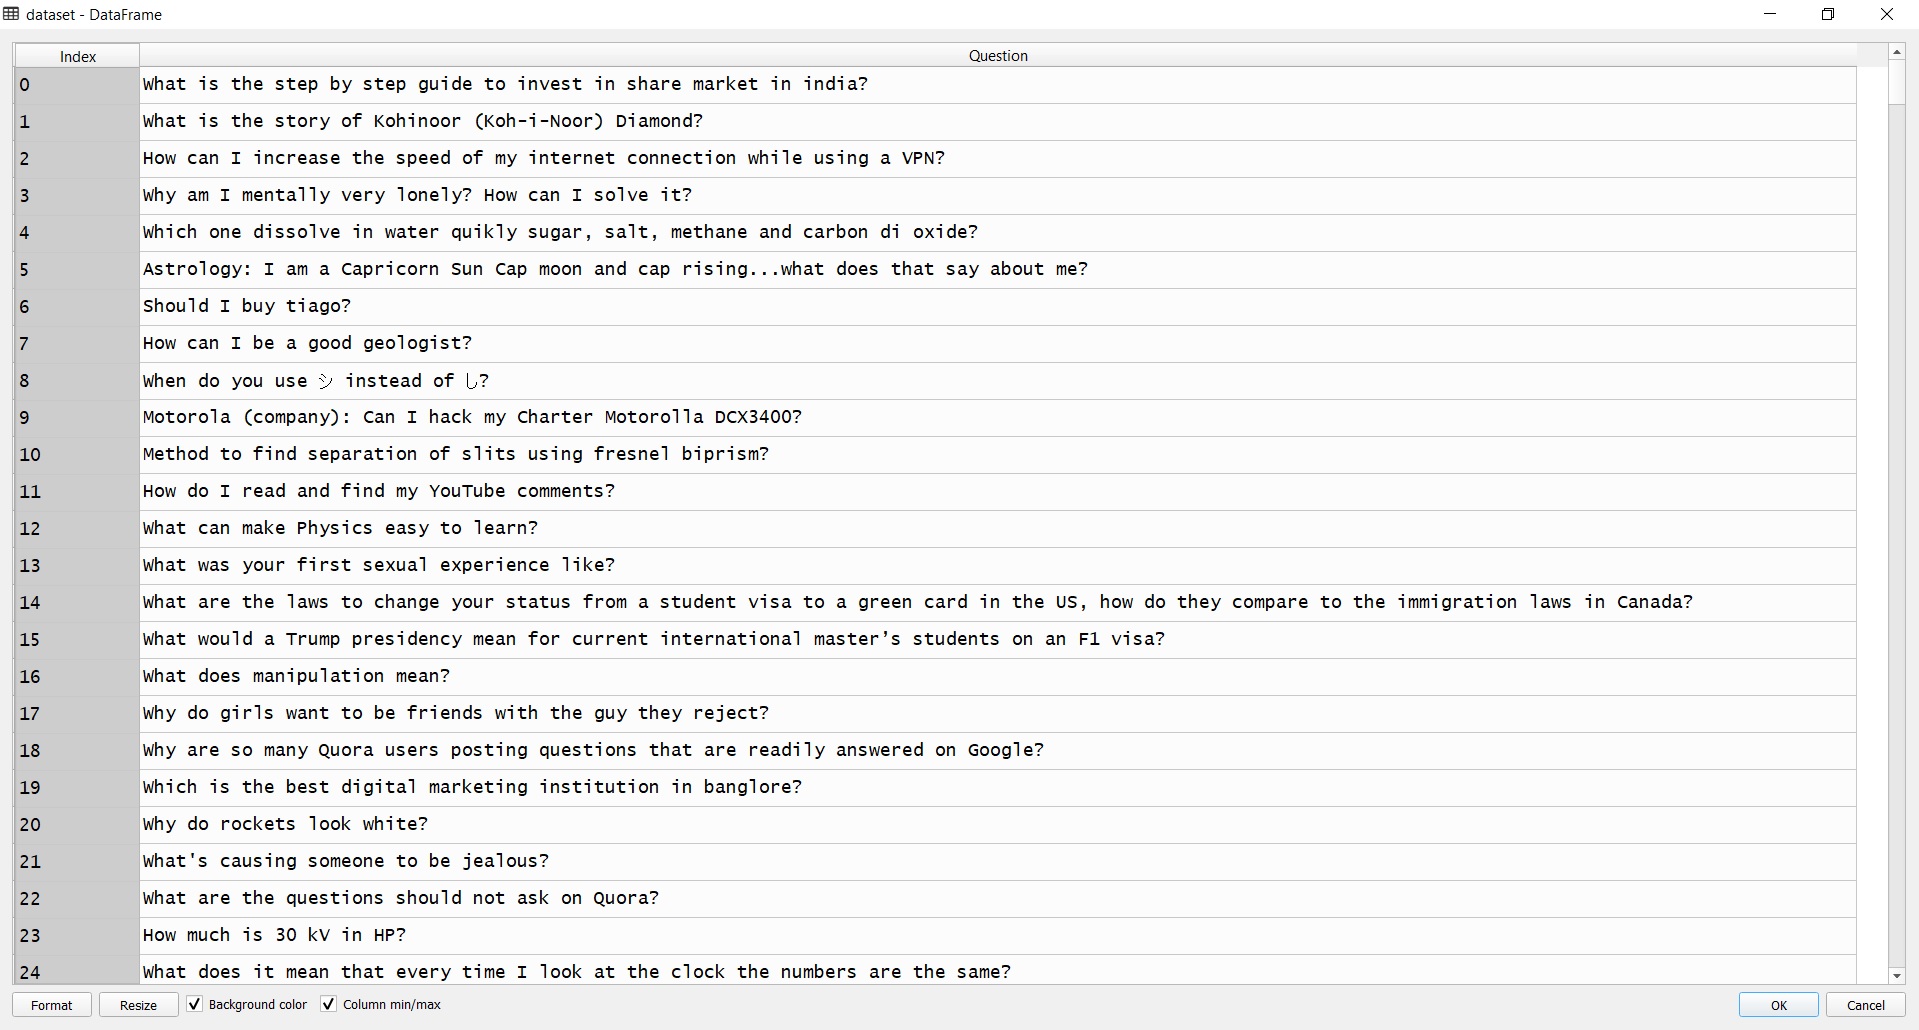 dataset - DataFrame
Index Question
0 What is the step by step guide to invest in share market in india?
1 What is the story of Kohinoor (Koh-i-Noor) Diamond?
2 How can I increase the speed of my internet connection while using a VPN?
3 Why am I mentally very lonely? How can I solve it?
4 Which one dissolve in water quikly sugar, salt, methane and carbon di oxide?
5 Astrology: I am a Capricorn Sun Cap moon and cap rising...what does that say about me?
6 Should I buy tiago?
7 How can I be a good geologist?
8 When do you use シ instead of し?
9 Motorola (company): Can I hack my Charter Motorolla DCX3400?
10 Method to find separation of slits using fresnel biprism?
11 How do I read and find my YouTube comments?
12 What can make Physics easy to learn?
13 What was your first sexual experience like?
14 What are the laws to change your status from a student visa to a green card in the US, how do they compare to the immigration laws in Canada?
15 What would a Trump presidency mean for current international master’s students on an F1 visa?
16 What does manipulation mean?
17 Why do girls want to be friends with the guy they reject?
18 Why are so many Quora users posting questions that are readily answered on Google?
19 Which is the best digital marketing institution in banglore?
20 Why do rockets look white?
21 What's causing someone to be jealous?
22 What are the questions should not ask on Quora?
23 How much is 30 kV in HP?
24 What does it mean that every time I look at the clock the numbers are the same?
Format Resize Background color Column min/max OK Cancel